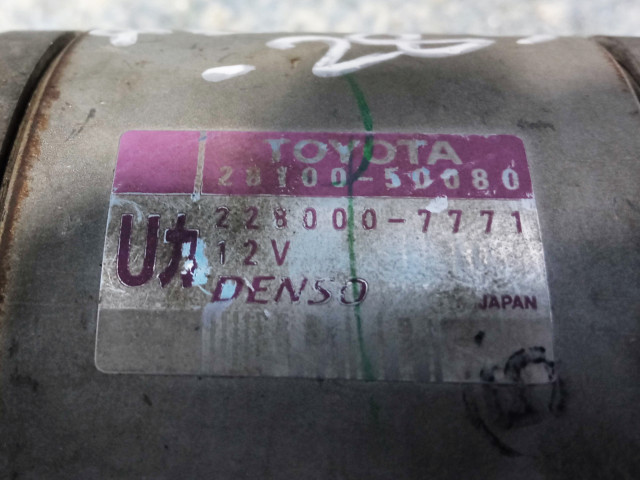 TOYOTA
28100-50080
228000-7771
Uカ 12V
DENSO
JAPAN